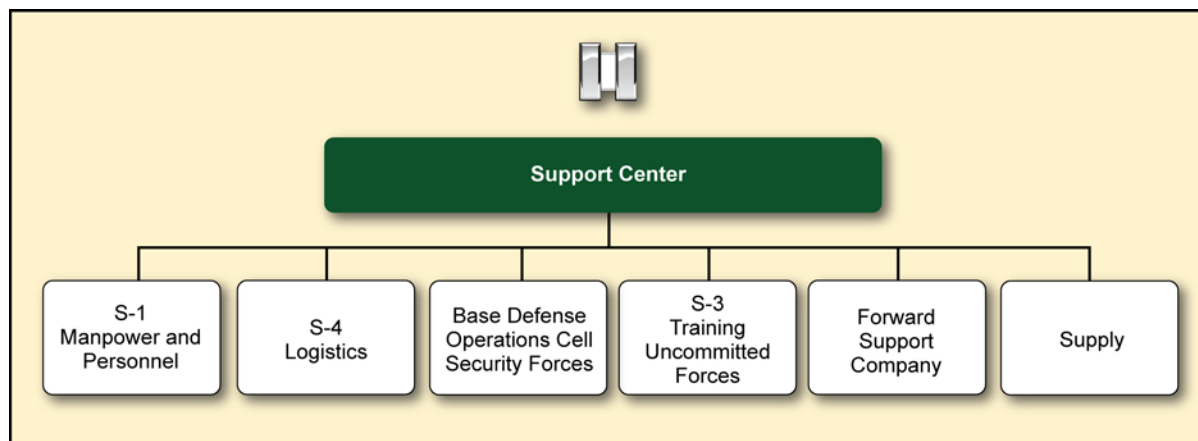 Support Center
S-1
Manpower and
Personnel
S-4
Logistics
Base Defense
Operations Cell
Security Forces
S-3
Training
Uncommitted
Forces
Forward
Support
Company
Supply